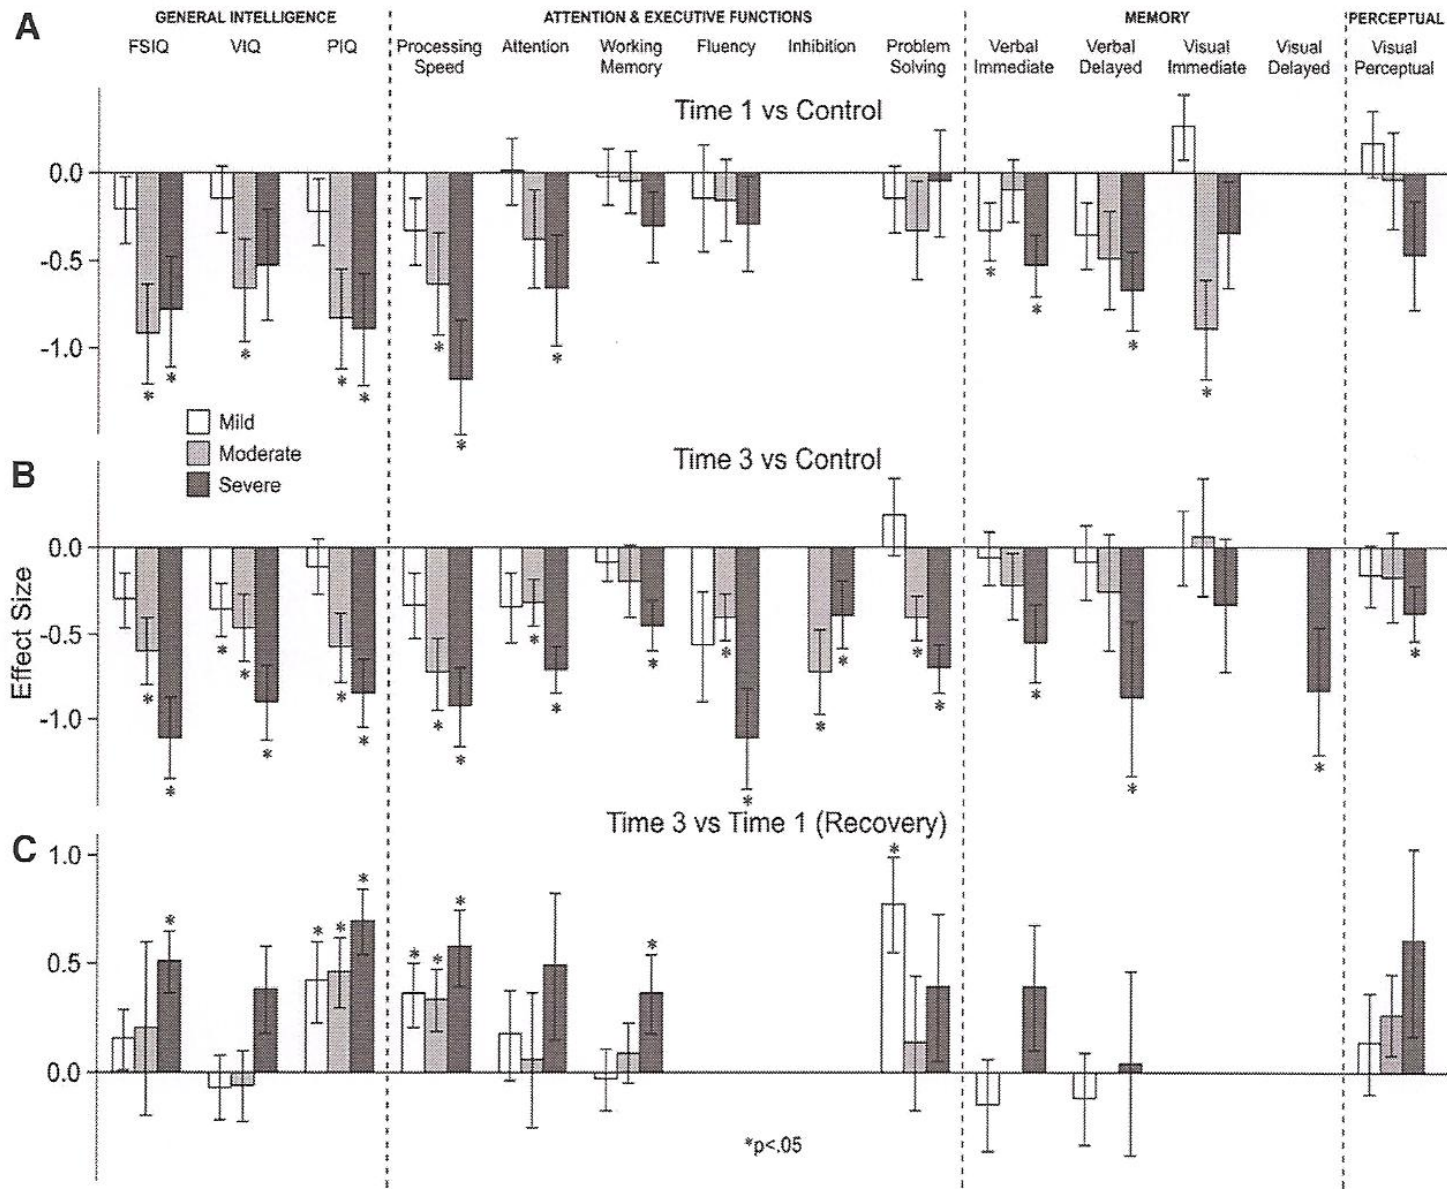 A
GENERAL INTELLIGENCE ATTENTION & EXECUTIVE FUNCTIONS MEMORY PERCEPTUAL
FSIQ VIQ PIQ Processing Attention Working Fluency Inhibition Problem Verbal Verbal Visual Visual Visual
Speed Memory Solving Immediate Delayed Immediate Delayed Perceptual
Time 1 vs Control
0.0
-0.5
* *
-1.0
* * *
* * * * * *
*
Mild
Moderate
Severe
B
Time 3 vs Control
0.0
Effect Size
-0.5
* * * * *
* * * * * *
-1.0
* * * * * * *
* * * *
* *
C
Time 3 vs Time 1 (Recovery)
1.0
*
* * * * * *
* *
0.5
0.0
*p<.05